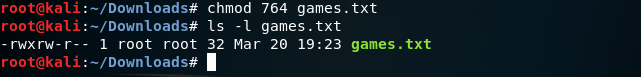 root@kali:~/Downloads# chmod 764 games.txt
root@kali:~/Downloads# ls -l games.txt
-rwxrw-r-- 1 root root 32 Mar 20 19:23 games.txt
root@kali:~/Downloads#